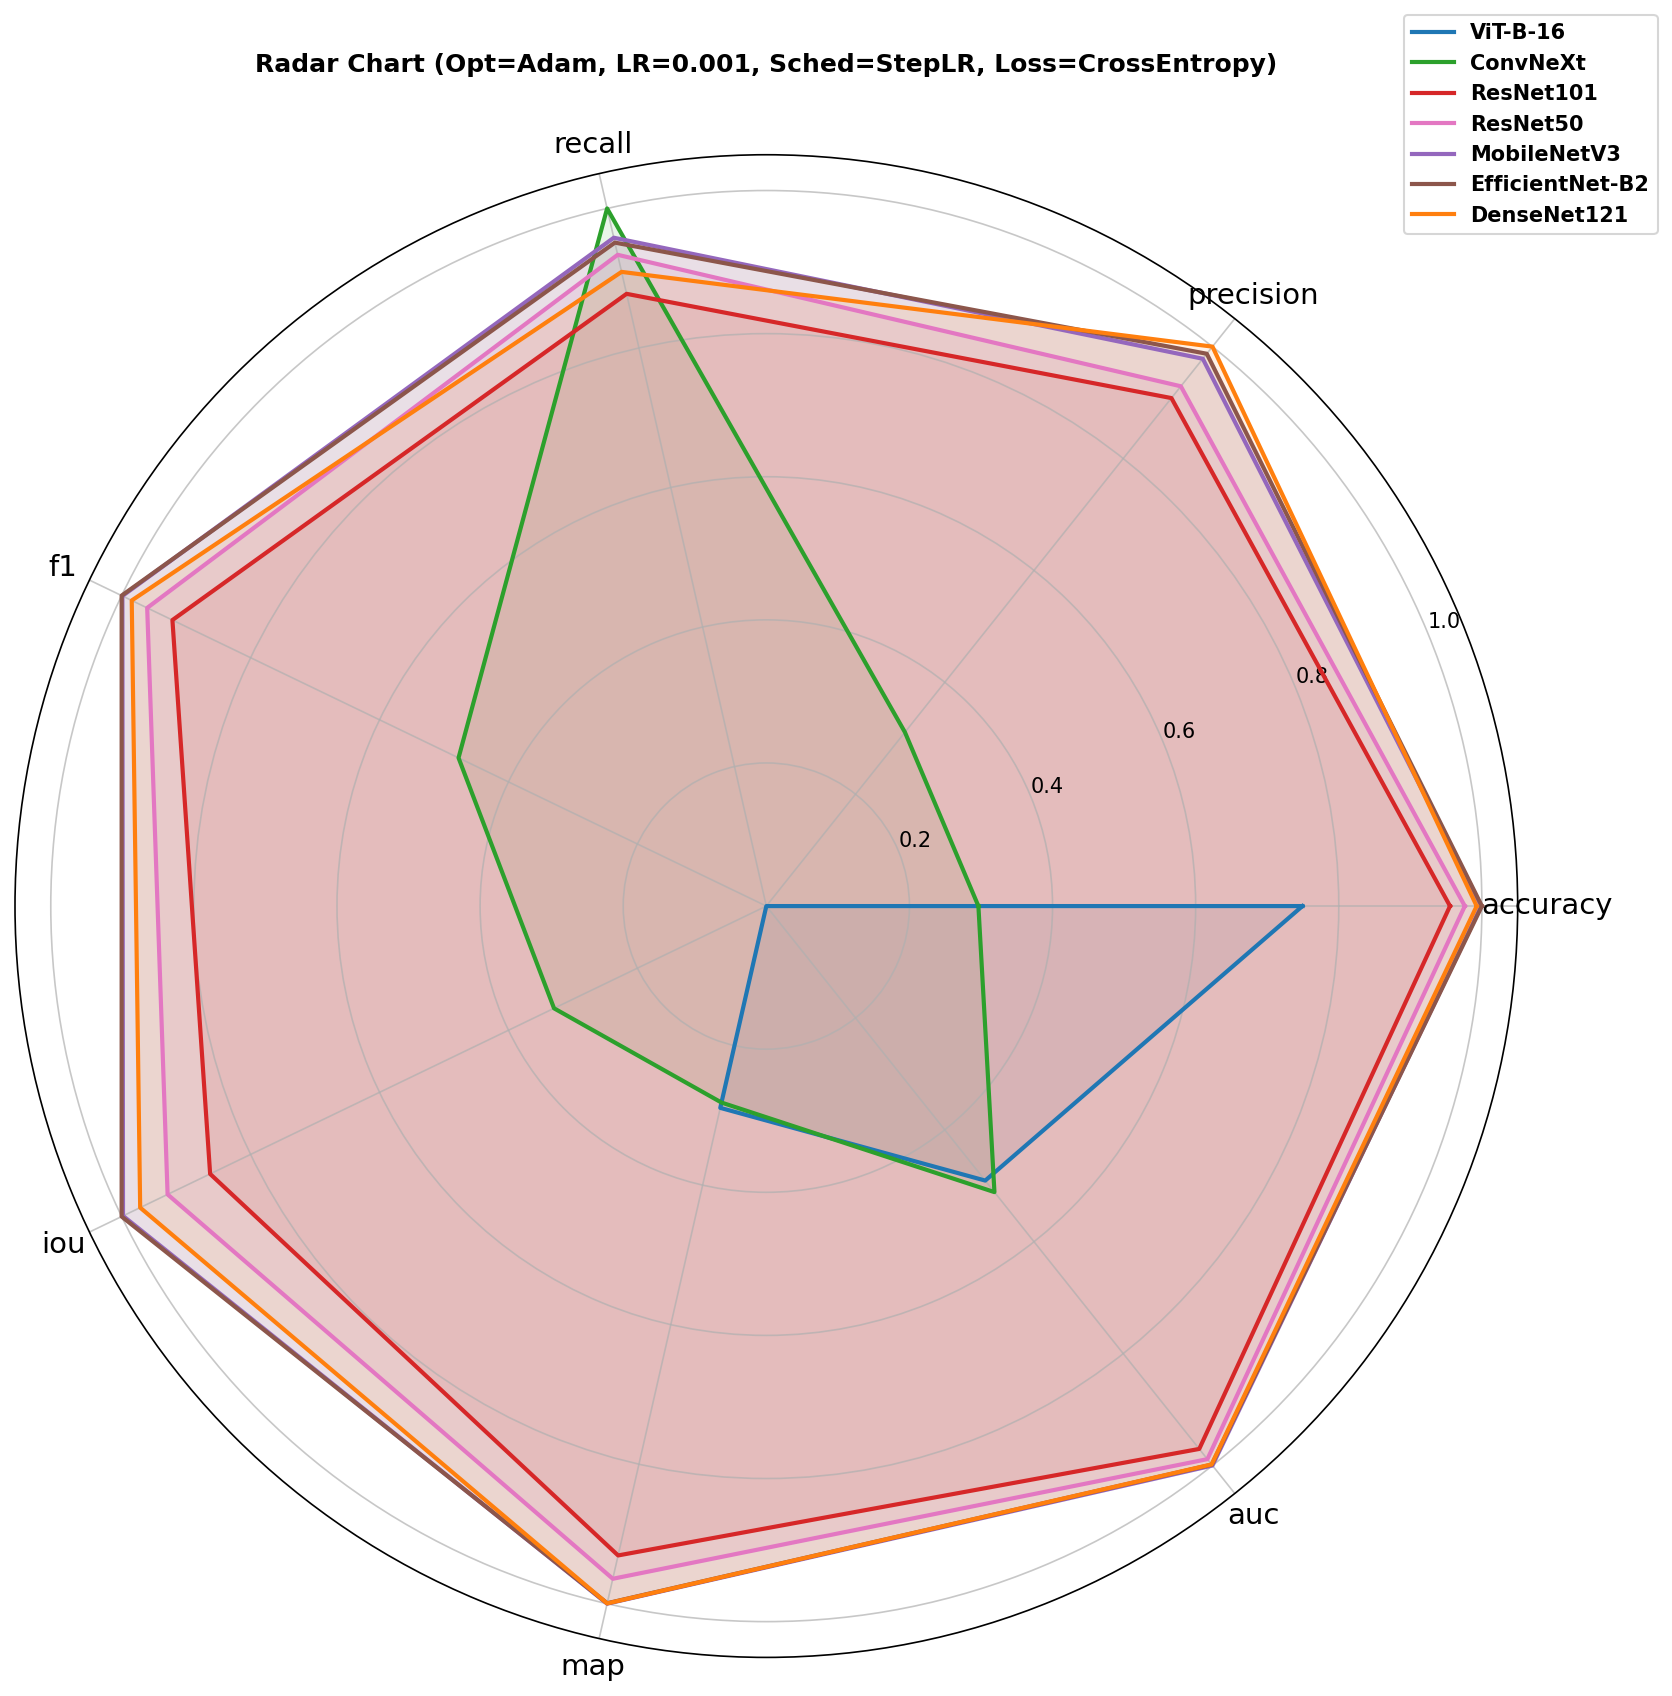 Radar Chart (Opt=Adam, LR=0.001, Sched=StepLR, Loss=CrossEntropy)
ViT-B-16
ConvNeXt
ResNet101
ResNet50
MobileNetV3
EfficientNet-B2
DenseNet121
recall
precision
f1
1.0
0.8
0.6
0.4
0.2
accuracy
iou
auc
map